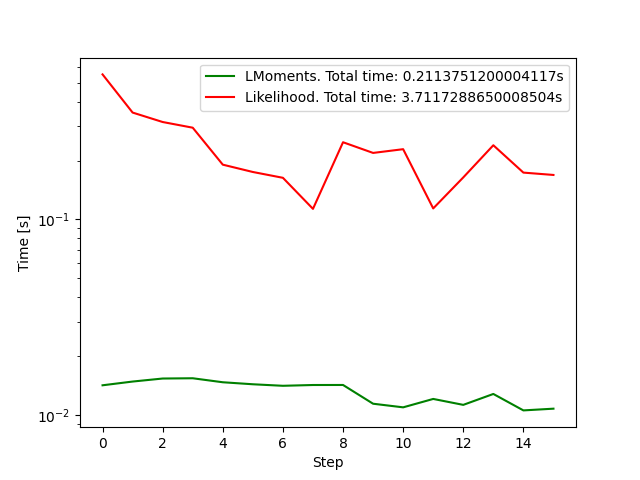 LMoments. Total time: 0.2113751200004117s
Likelihood. Total time: 3.7117288650008504s
Time [s]
10⁻¹
10⁻²
0 2 4 6 8 10 12 14
Step